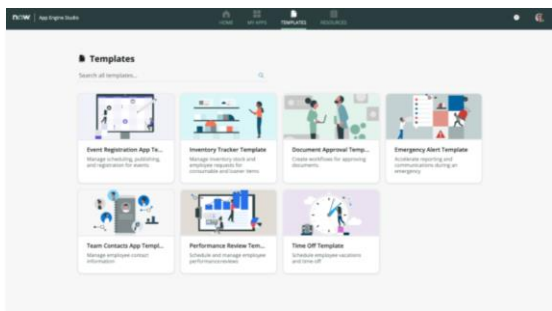 now App Engine Studio
HOME MY APPS TEMPLATES RESOURCES
Templates
Search all templates...
Event Registration App Te...
Manage scheduling, publishing,
and registration for events.
Inventory Tracker Template
Manage inventory stock and
employee requests for
consumable and loaner items
Document Approval Temp...
Create workflows for approving
documents.
Emergency Alert Template
Accelerate reporting and
communications during an
emergency
Team Contacts App Templ...
Manage employee contact
information
Performance Review Tem...
Schedule and manage employee
performance reviews
Time Off Template
Schedule employee vacations
and time off